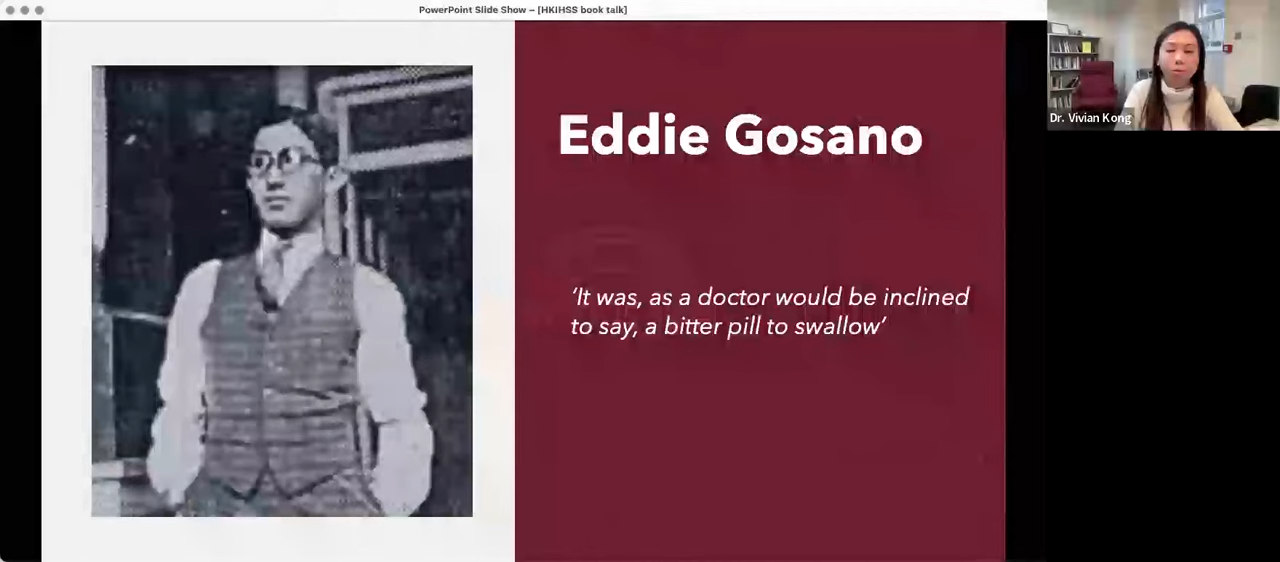 PowerPoint Slide Show – [HKIHSS book talk]
Eddie Gosano
‘It was, as a doctor would be inclined
to say, a bitter pill to swallow’
Dr. Vivian Kong